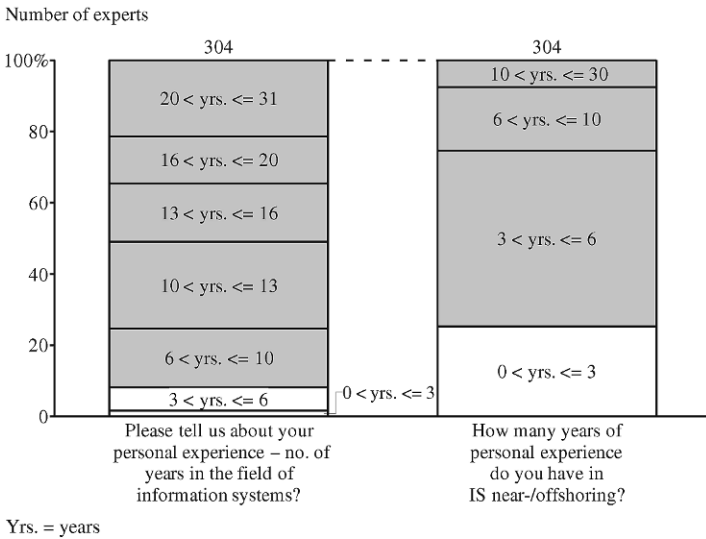 Number of experts
304
304
100%
80
60
40
20
0
20 < yrs. <= 31
16 < yrs. <= 20
13 < yrs. <= 16
10 < yrs. <= 13
6 < yrs. <= 10
3 < yrs. <= 6
0 < yrs. <= 3
10 < yrs. <= 30
6 < yrs. <= 10
3 < yrs. <= 6
0 < yrs. <= 3
Please tell us about your
personal experience – no. of
years in the field of
information systems?
How many years of
personal experience
do you have in
IS near-/offshoring?
Yrs. = years